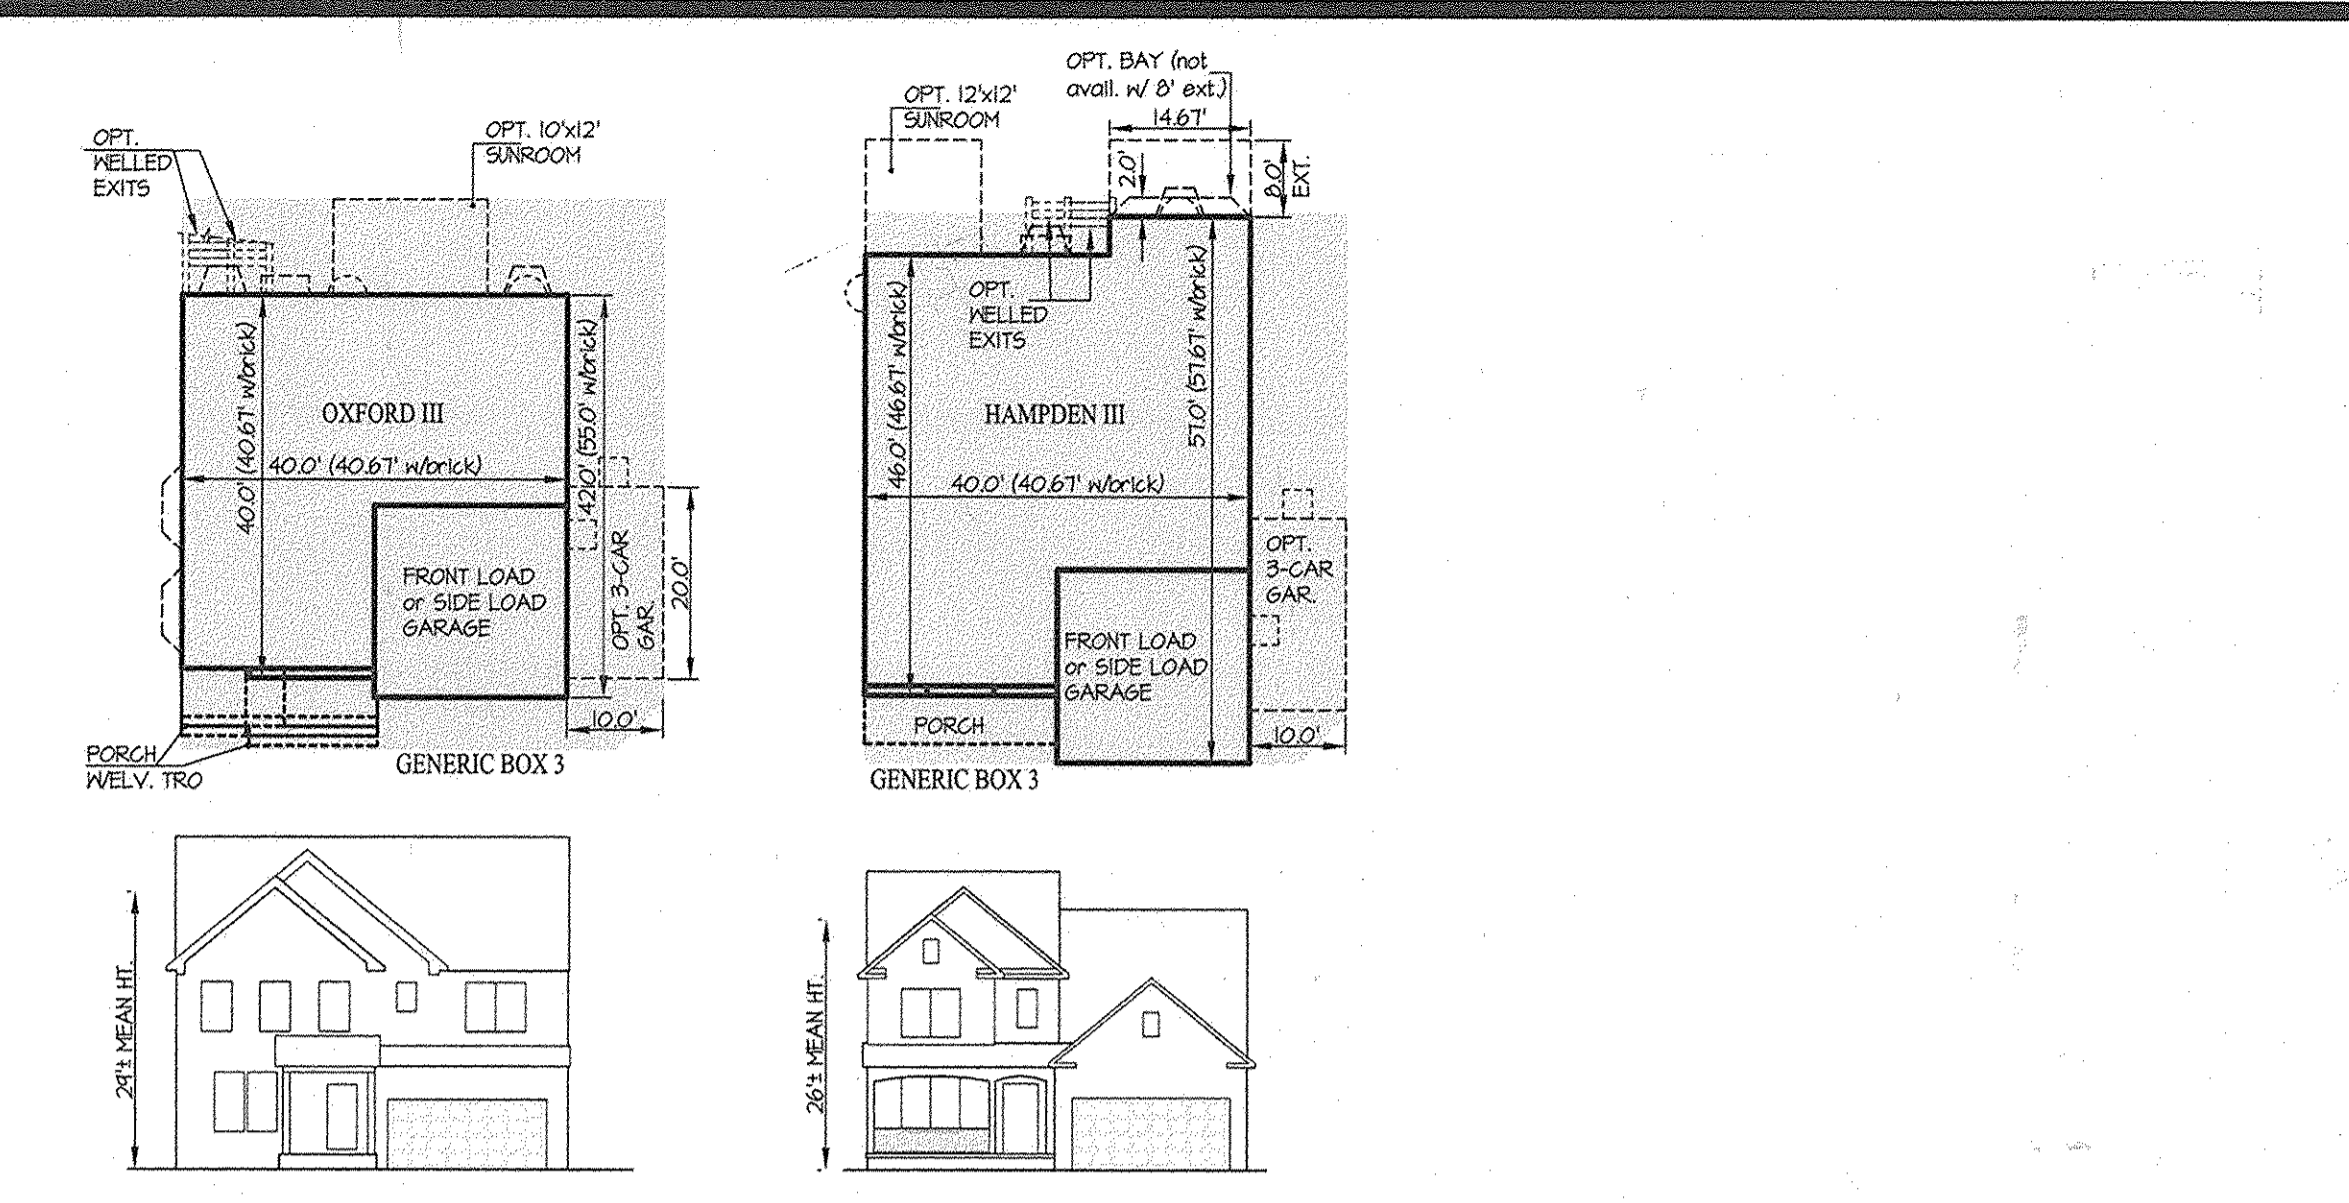 OPT.
WELLED
EXITS
OPT. 10'x12'
SUNROOM
40.0' (40.67' w/brick)
42.0' (55.0' w/brick)
OXFORD III
40.0' (40.67' w/brick)
FRONT LOAD
or SIDE LOAD
GARAGE
OPT. 3-CAR
GAR.
20.0'
10.0'
PORCH
W/ELV. TRO
GENERIC BOX 3
29'± MEAN HT.
OPT. 12'x12'
SUNROOM
OPT. BAY (not
avail. w/ 8' ext.)
14.67'
2.0'
8.0'
EXT.
OPT.
WELLED
EXITS
46.0' (46.67' w/brick)
57.0' (57.67' w/brick)
HAMPDEN III
40.0' (40.67' w/brick)
OPT.
3-CAR
GAR.
FRONT LOAD
or SIDE LOAD
GARAGE
PORCH
10.0'
GENERIC BOX 3
26'± MEAN HT.